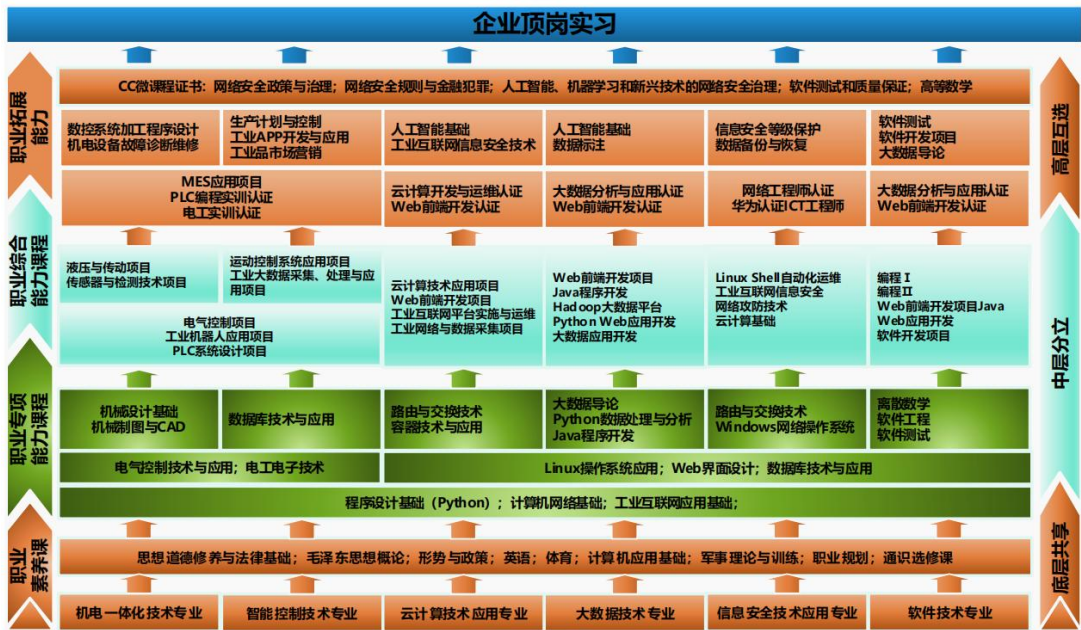 企业顶岗实习
职业拓展
能力
CC微课程证书：网络安全政策与治理；网络安全规则与金融犯罪；人工智能、机器学习和新兴技术的网络安全治理；软件测试和质量保证；高等数学
高层互选
数控系统加工程序设计
机电设备故障诊断维修
生产计划与控制
工业APP开发与应用
工业品市场营销
人工智能基础
工业互联网信息安全技术
人工智能基础
数据标注
信息安全等级保护
数据备份与恢复
软件测试
软件开发项目
大数据导论
MES应用项目
PLC编程实训认证
电工实训认证
云计算开发与运维认证
Web前端开发认证
大数据分析与应用认证
Web前端开发认证
网络工程师认证
华为认证ICT工程师
大数据分析与应用认证
Web前端开发认证
职业综合
能力课程
液压与传动项目
传感器与检测技术项目
运动控制系统应用项目
工业大数据采集、处理与应
用项目
电气控制项目
工业机器人应用项目
PLC系统设计项目
云计算技术应用项目
Web前端开发项目
工业互联网平台实施与运维
工业网络与数据采集项目
Web前端开发项目
Java程序开发
Hadoop大数据平台
Python Web应用开发
大数据应用开发
Linux Shell自动化运维
工业互联网信息安全
网络攻防技术
云计算基础
编程Ⅰ
编程Ⅱ
Web前端开发项目Java
Web应用开发
软件开发项目
中层分立
职业专项
能力课程
机械设计基础
机械制图与CAD
数据库技术与应用
路由与交换技术
容器技术与应用
大数据导论
Python数据处理与分析
Java程序开发
路由与交换技术
Windows网络操作系统
离散数学
软件工程
软件测试
电气控制技术与应用；电工电子技术
Linux操作系统应用；Web界面设计；数据库技术与应用
程序设计基础（Python）；计算机网络基础；工业互联网应用基础；
职业
素养课
思想道德修养与法律基础；毛泽东思想概论；形势与政策；英语；体育；计算机应用基础；军事理论与训练；职业规划；通识选修课
底层共享
机电一体化技术专业
智能控制技术专业
云计算技术应用专业
大数据技术专业
信息安全技术应用专业
软件技术专业